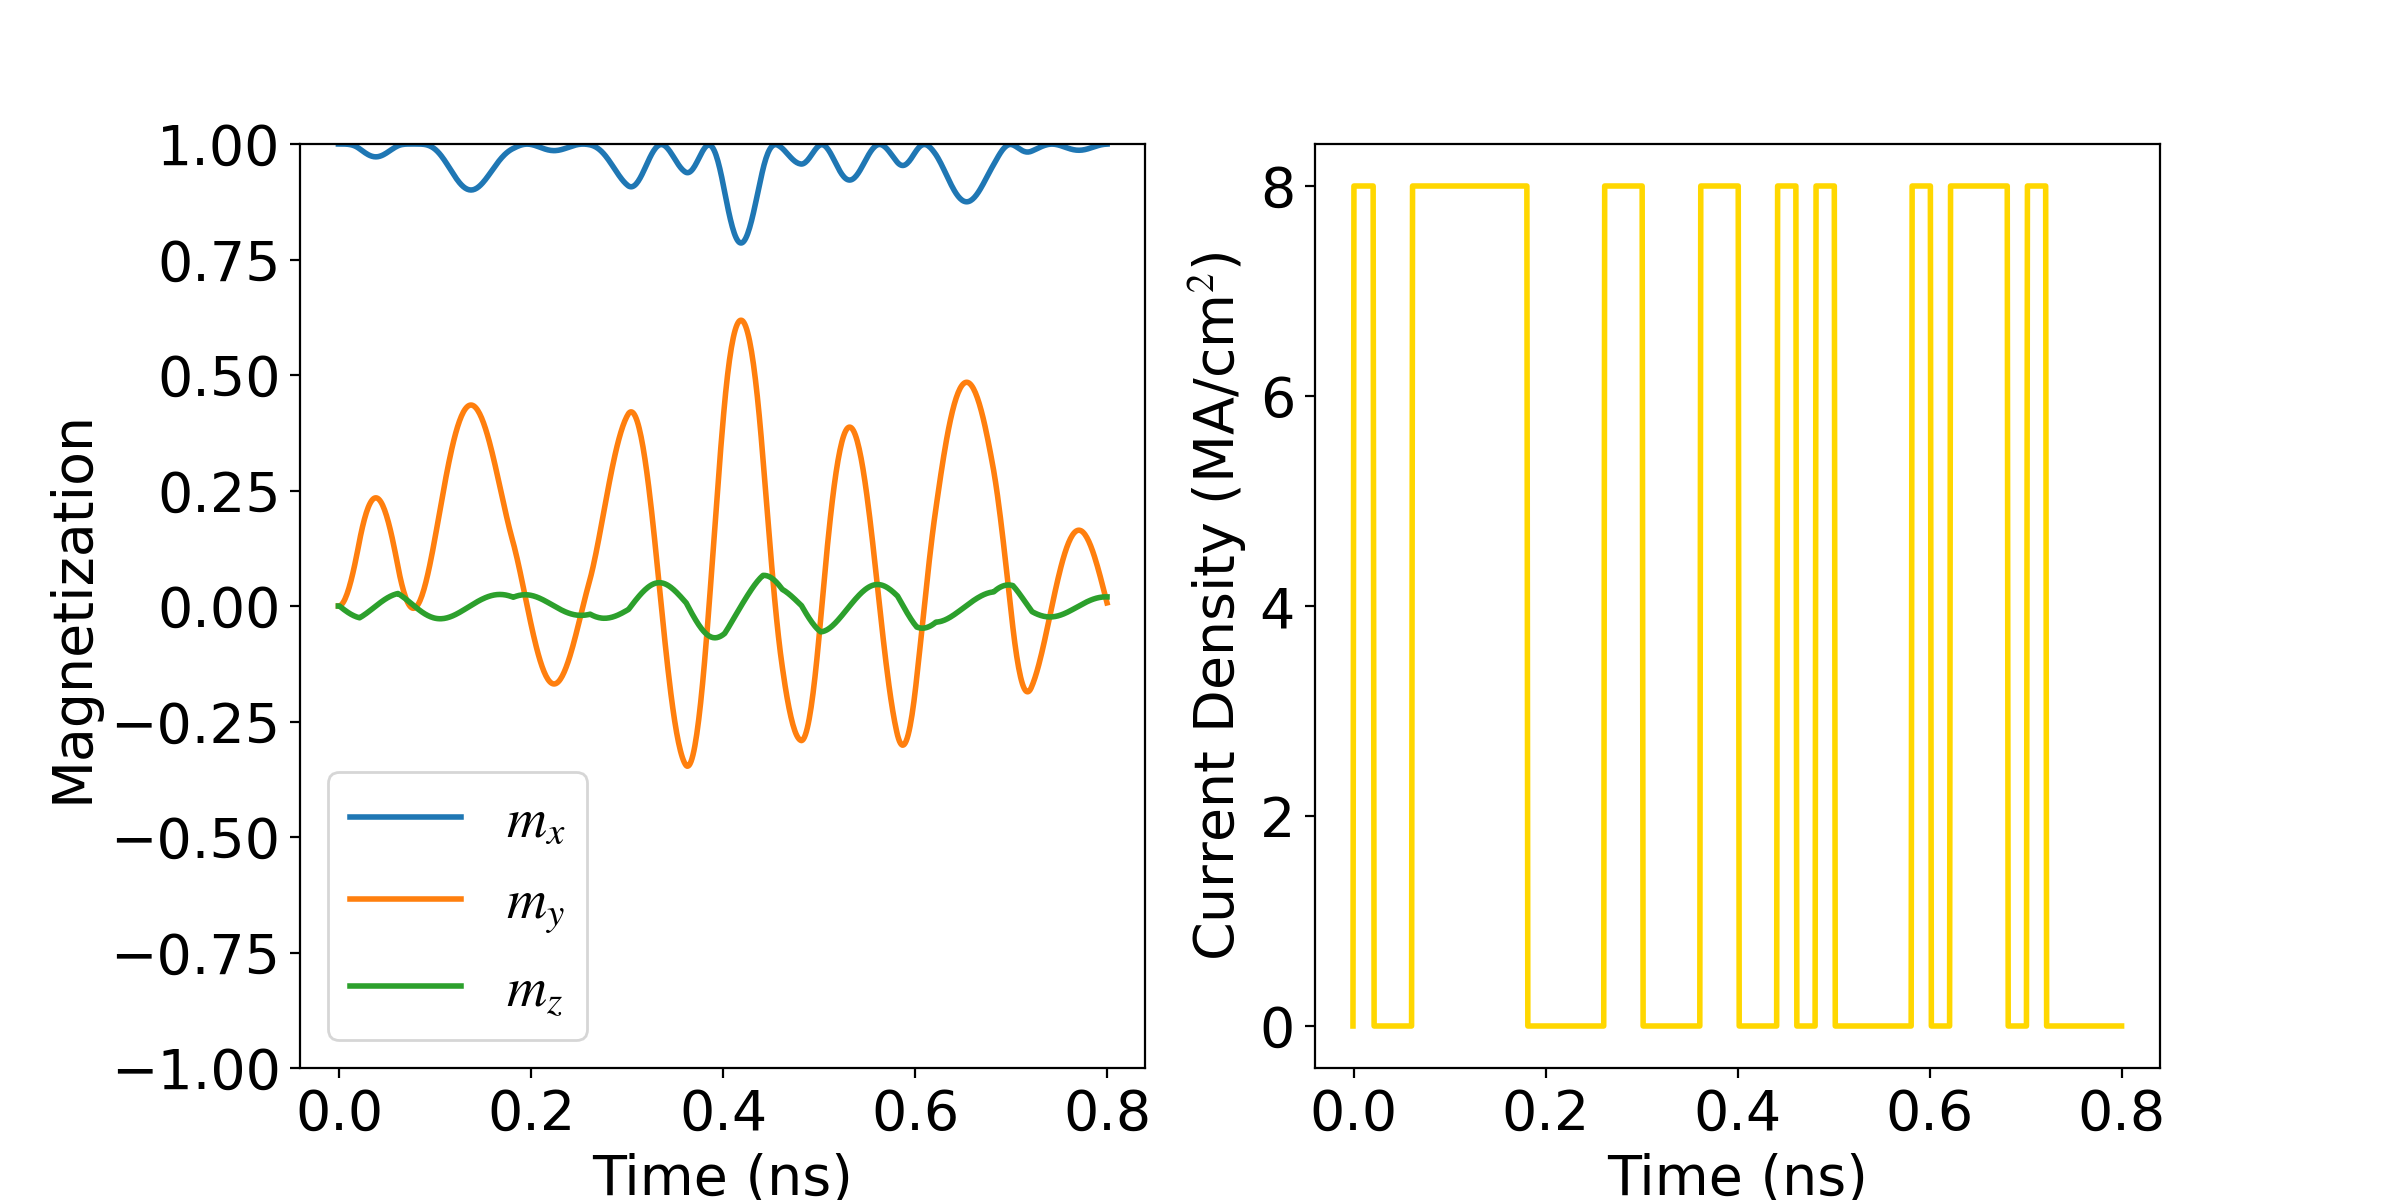 1.00
0.75
0.50
0.25
0.00
−0.25
−0.50
−0.75
−1.00
Magnetization
m_x
m_y
m_z
0.0 0.2 0.4 0.6 0.8
Time (ns)
8
6
4
2
0
Current Density (MA/cm²)
0.0 0.2 0.4 0.6 0.8
Time (ns)